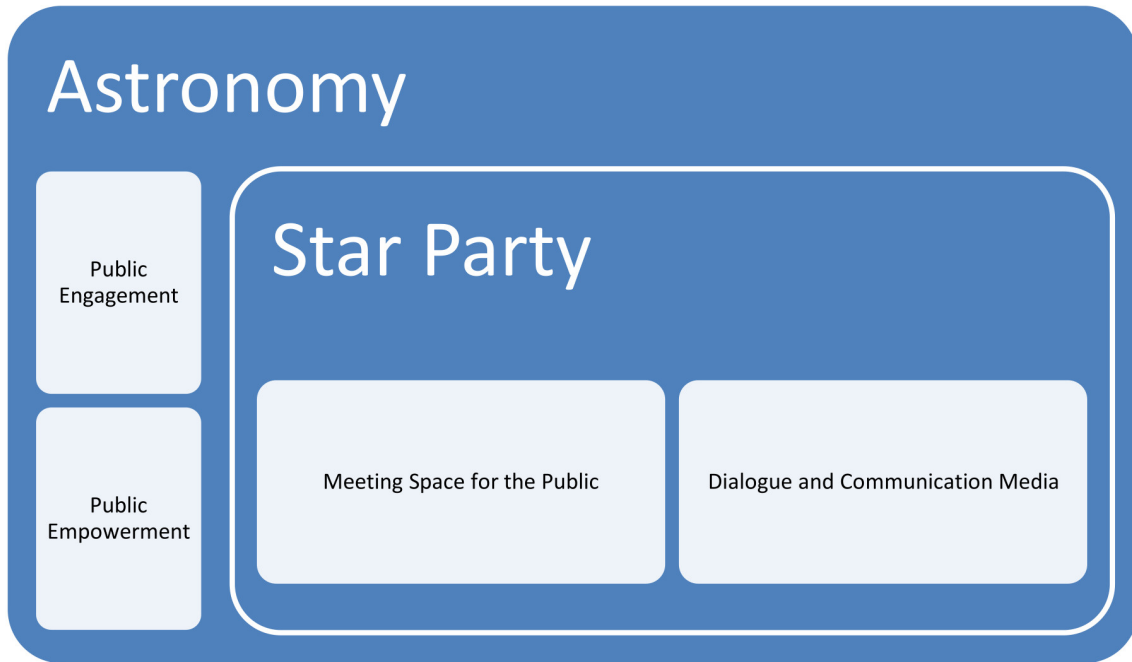 Astronomy
Public
Engagement
Public
Empowerment
Star Party
Meeting Space for the Public
Dialogue and Communication Media